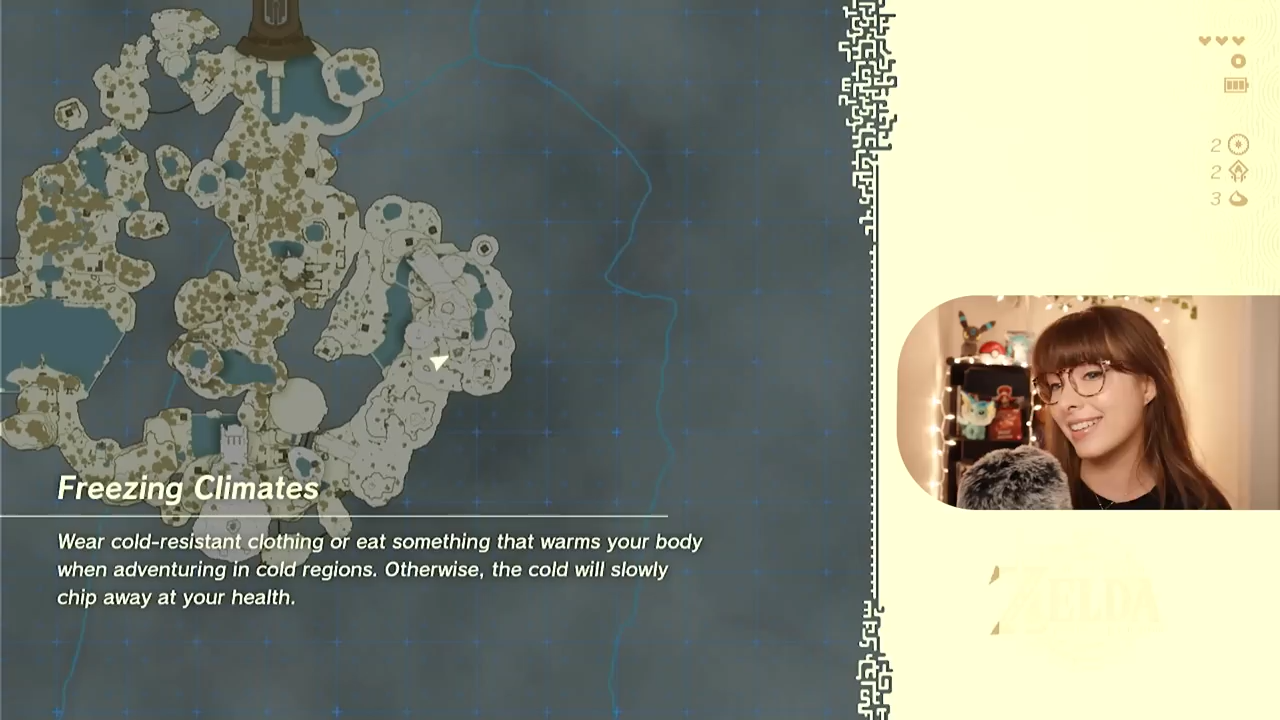 2
2
3
Freezing Climates
Wear cold-resistant clothing or eat something that warms your body
when adventuring in cold regions. Otherwise, the cold will slowly
chip away at your health.
ZELDA